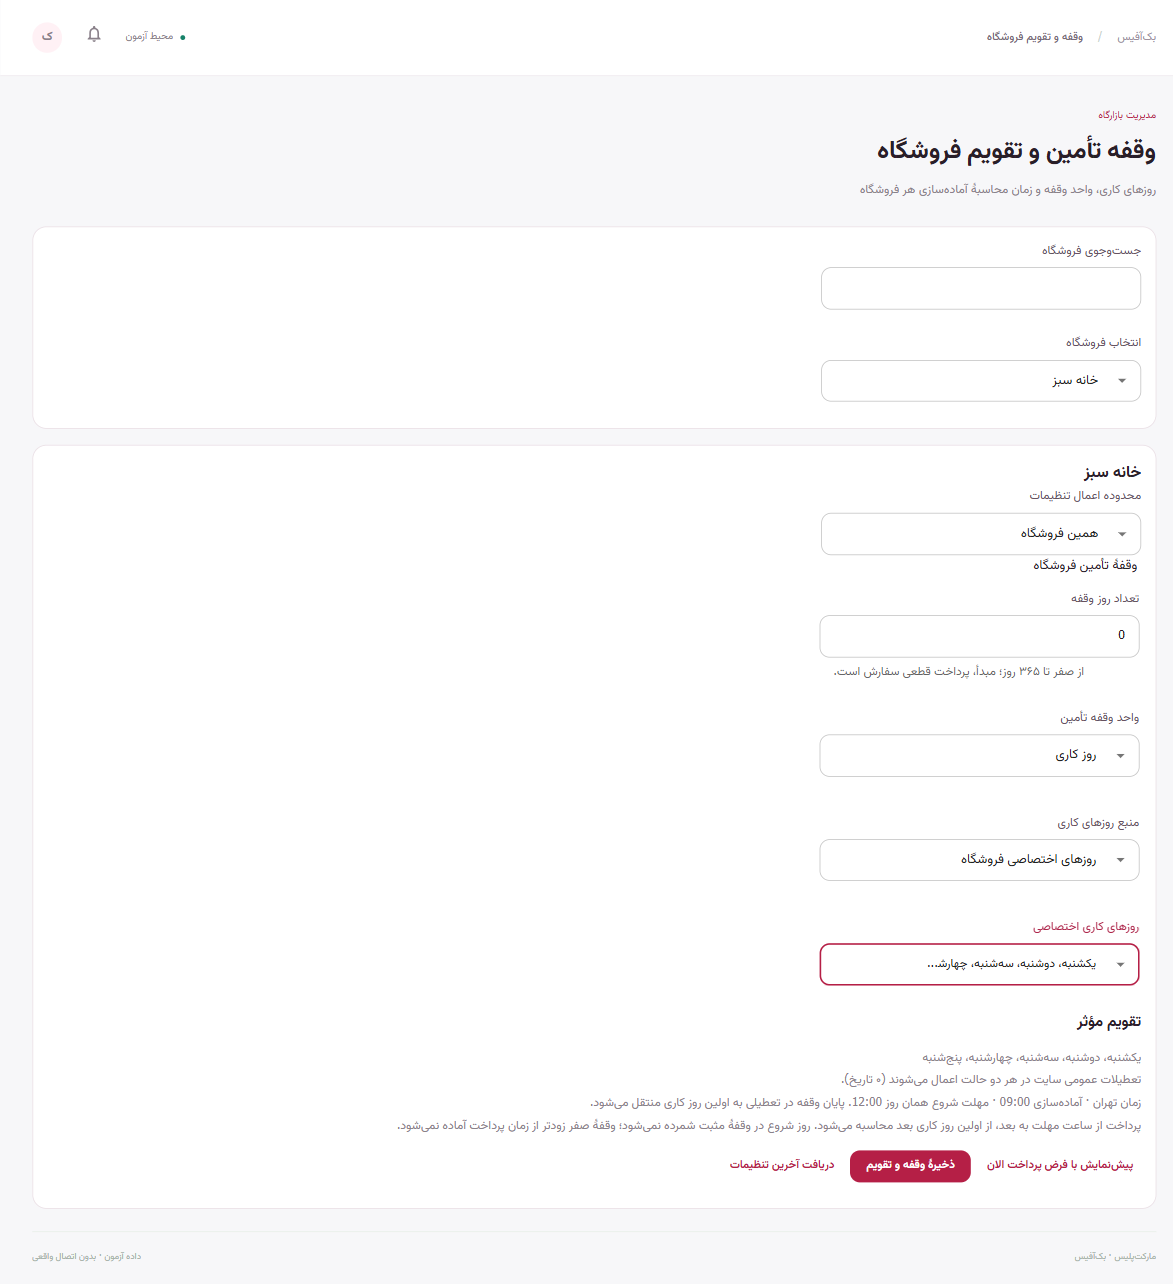 بک‌آفیس / وقفه و تقویم فروشگاه
محیط آزمون
ک
مدیریت بازارگاه
وقفه تأمین و تقویم فروشگاه
روزهای کاری، واحد وقفه و زمان محاسبهٔ آماده‌سازی هر فروشگاه
جست‌وجوی فروشگاه
انتخاب فروشگاه
خانه سبز
خانه سبز
محدوده اعمال تنظیمات
همین فروشگاه
وقفهٔ تأمین فروشگاه
تعداد روز وقفه
0
از صفر تا ۳۶۵ روز؛ مبدأ، پرداخت قطعی سفارش است.
واحد وقفه تأمین
روز کاری
منبع روزهای کاری
روزهای اختصاصی فروشگاه
روزهای کاری اختصاصی
یکشنبه، دوشنبه، سه‌شنبه، چهارش...
تقویم مؤثر
یکشنبه، دوشنبه، سه‌شنبه، چهارشنبه، پنج‌شنبه
تعطیلات عمومی سایت در هر دو حالت اعمال می‌شوند (۰ تاریخ).
زمان تهران · آماده‌سازی 09:00 · مهلت شروع همان روز 12:00. پایان وقفه در تعطیلی به اولین روز کاری منتقل می‌شود.
پرداخت از ساعت مهلت به بعد، از اولین روز کاری بعد محاسبه می‌شود. روز شروع در وقفهٔ مثبت شمرده نمی‌شود؛ وقفهٔ صفر زودتر از زمان پرداخت آماده نمی‌شود.
پیش‌نمایش با فرض پرداخت الان
ذخیرهٔ وقفه و تقویم
دریافت آخرین تنظیمات
مارکت‌پلیس · بک‌آفیس
داده آزمون · بدون اتصال واقعی